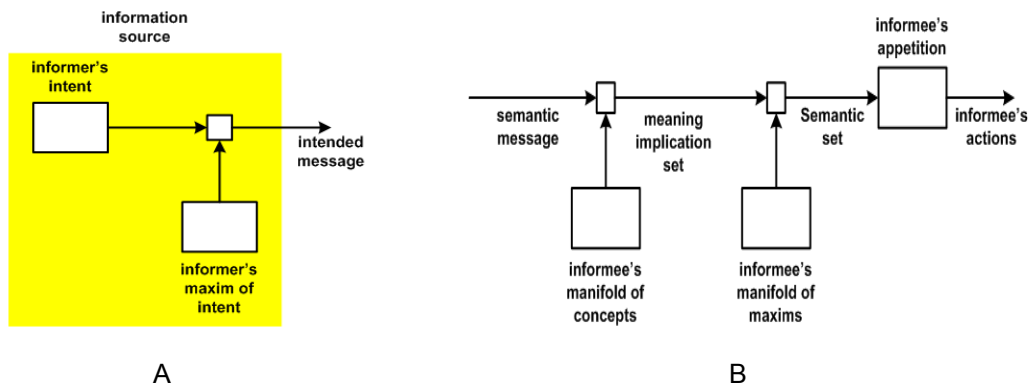 information
source
informer's
intent
intended
message
informer's
maxim of
intent
A
informee's
appetition
semantic
message
meaning
implication
set
Semantic
set
informee's
actions
informee's
manifold of
concepts
informee's
manifold of
maxims
B